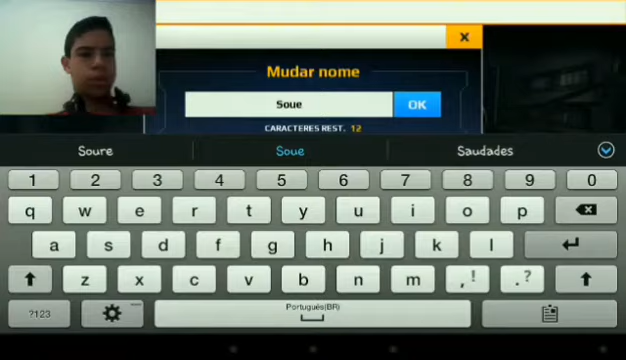 X
Mudar nome
Soue
OK
CARACTERES REST. 12
Soure Soue Saudades
1 2 3 4 5 6 7 8 9 0
q w e r t y u i o p
a s d f g h j k l
z x c v b n m ,! .?
?123 Português(BR)